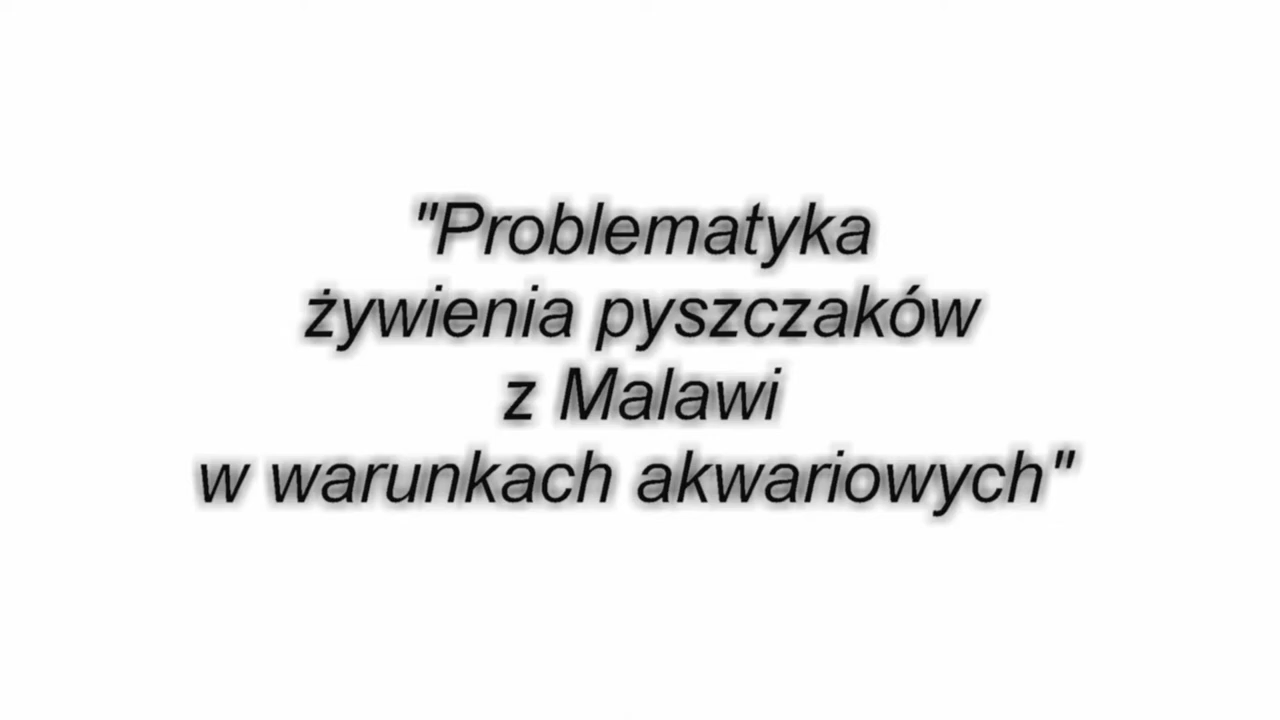 "Problematyka
żywienia pyszczaków
z Malawi
w warunkach akwariowych"